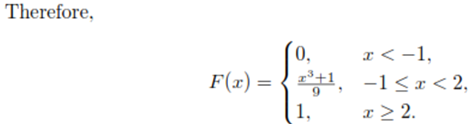 Therefore,
F(x) = { 0, x < −1,
(x³+1)/9, −1 ≤ x < 2,
1, x ≥ 2.